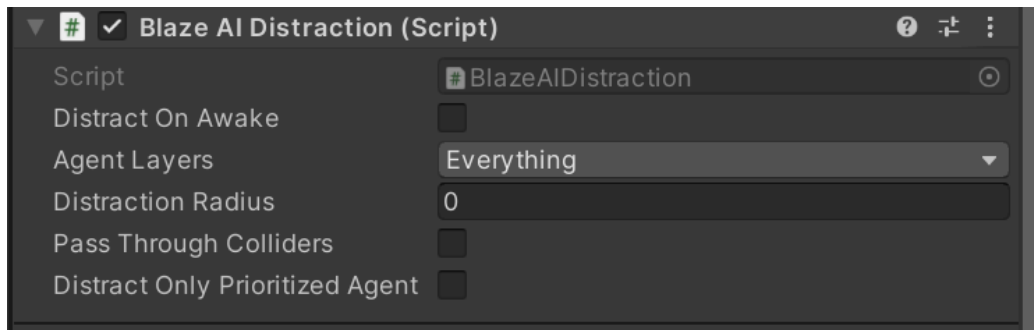 # Blaze AI Distraction (Script)
Script # BlazeAIDistraction
Distract On Awake
Agent Layers Everything
Distraction Radius 0
Pass Through Colliders
Distract Only Prioritized Agent